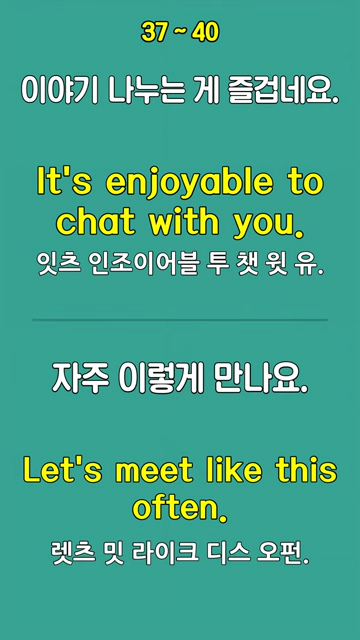 37 ~ 40
이야기 나누는 게 즐겁네요.
It's enjoyable to
chat with you.
잇츠 인조이어블 투 챗 윗 유.
자주 이렇게 만나요.
Let's meet like this
often.
렛츠 밋 라이크 디스 오펀.